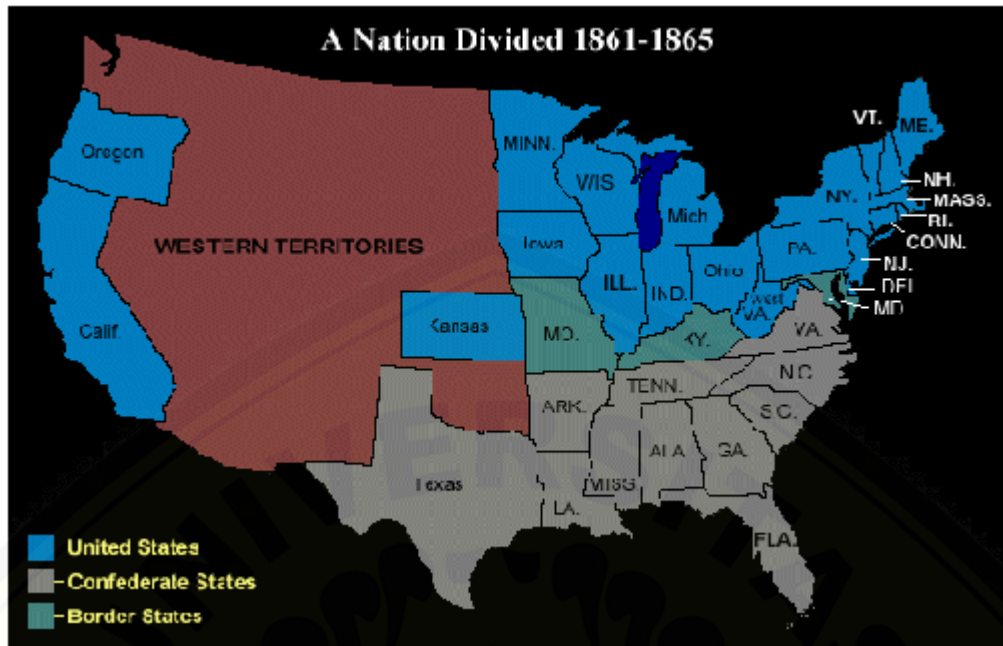 A Nation Divided 1861-1865
VT.
ME.
MINN.
Oregon
WIS
NH.
NY.
MASS.
Mich
RI.
CONN.
WESTERN TERRITORIES
Iowa
PA.
Ohio
NJ.
ILL.
IND.
DEL
West
VA.
MD
Calif.
Kansas
MO.
KY.
VA.
TENN.
N.C
ARK.
S.C.
ALA
GA.
Texas
MISS
LA.
FLA.
United States
Confederate States
Border States